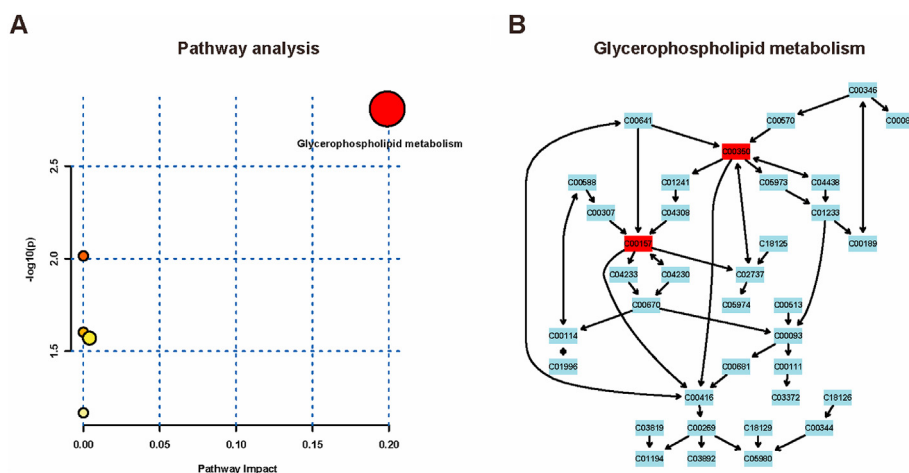 A
Pathway analysis
Glycerophospholipid metabolism
-log10(p)
2.5
2.0
1.5
0.00
0.05
0.10
0.15
0.20
Pathway Impact
B
Glycerophospholipid metabolism
C00346
C00641
C00570
C00350
C00588
C01241
C05973
C04438
C00307
C04308
C01233
C00157
C18125
C00189
C04233
C04230
C02737
C00670
C05974
C00513
C00114
C00093
C01996
C00681
C00111
C00416
C03372
C18126
C03819
C00269
C18129
C00344
C01194
C03892
C05980